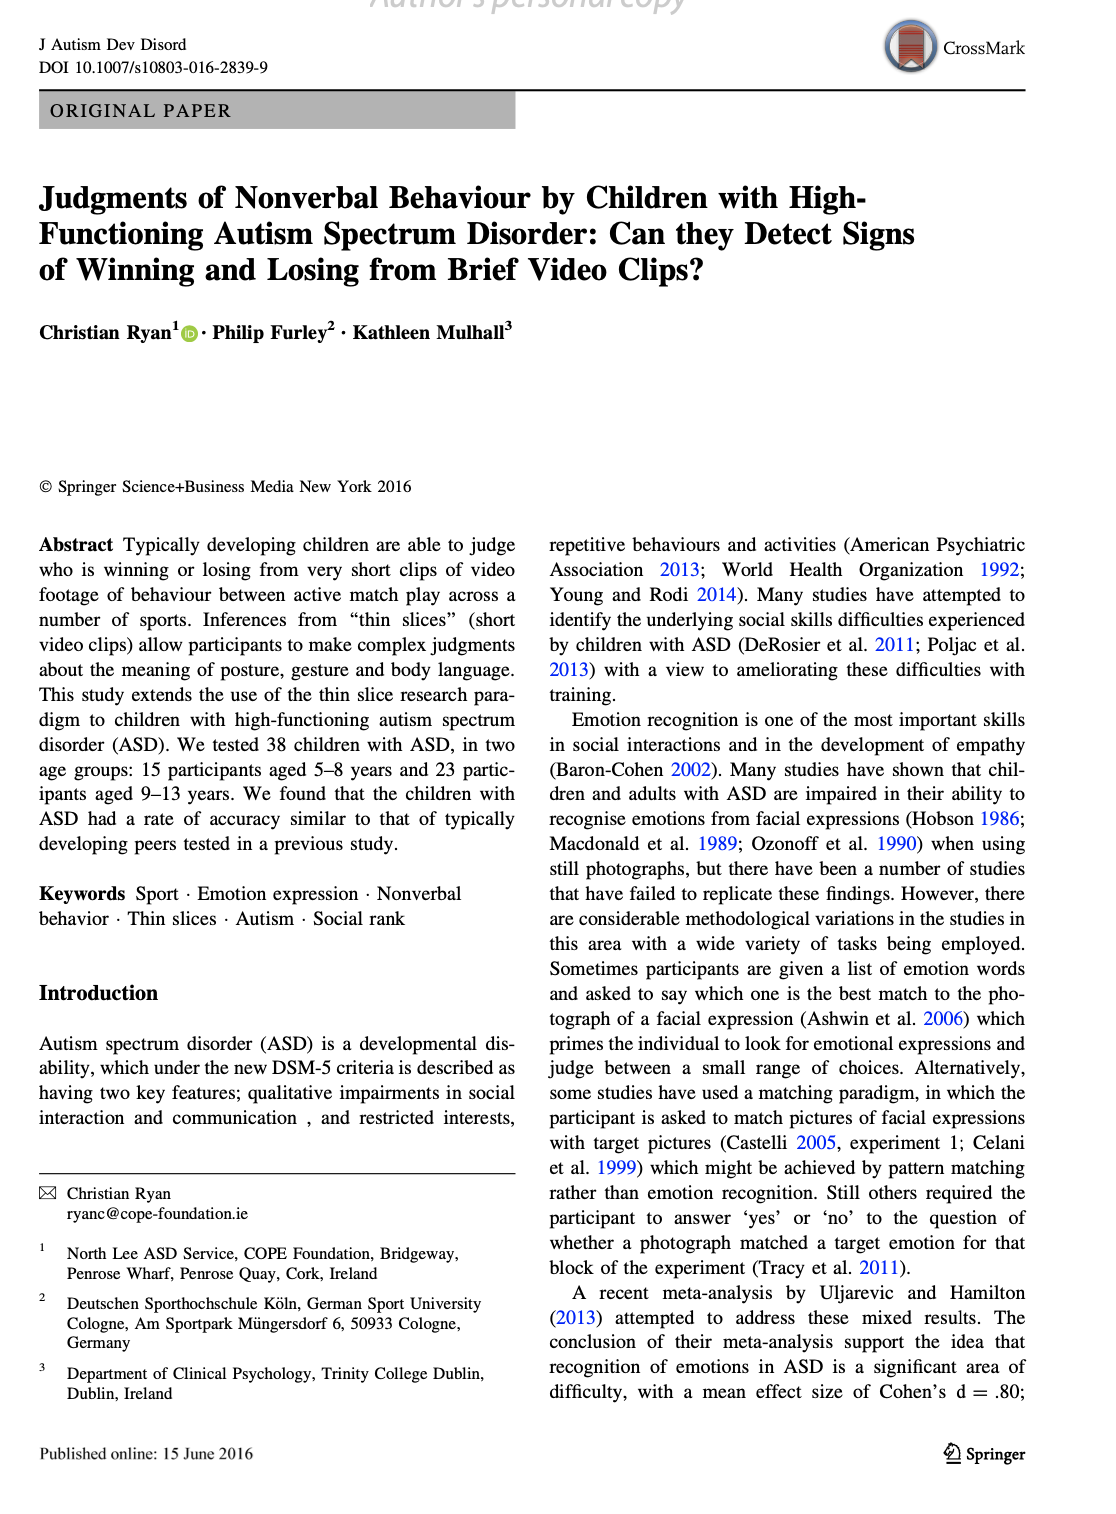 Author's personal copy
J Autism Dev Disord
DOI 10.1007/s10803-016-2839-9
CrossMark
ORIGINAL PAPER
Judgments of Nonverbal Behaviour by Children with High-
Functioning Autism Spectrum Disorder: Can they Detect Signs
of Winning and Losing from Brief Video Clips?
Christian Ryan1 iD · Philip Furley2 · Kathleen Mulhall3
© Springer Science+Business Media New York 2016
Abstract Typically developing children are able to judge
who is winning or losing from very short clips of video
footage of behaviour between active match play across a
number of sports. Inferences from “thin slices” (short
video clips) allow participants to make complex judgments
about the meaning of posture, gesture and body language.
This study extends the use of the thin slice research para-
digm to children with high-functioning autism spectrum
disorder (ASD). We tested 38 children with ASD, in two
age groups: 15 participants aged 5–8 years and 23 partic-
ipants aged 9–13 years. We found that the children with
ASD had a rate of accuracy similar to that of typically
developing peers tested in a previous study.
Keywords Sport · Emotion expression · Nonverbal
behavior · Thin slices · Autism · Social rank
Introduction
Autism spectrum disorder (ASD) is a developmental dis-
ability, which under the new DSM-5 criteria is described as
having two key features; qualitative impairments in social
interaction and communication , and restricted interests,
✉ Christian Ryan
ryanc@cope-foundation.ie
1 North Lee ASD Service, COPE Foundation, Bridgeway,
Penrose Wharf, Penrose Quay, Cork, Ireland
2 Deutschen Sporthochschule Köln, German Sport University
Cologne, Am Sportpark Müngersdorf 6, 50933 Cologne,
Germany
3 Department of Clinical Psychology, Trinity College Dublin,
Dublin, Ireland
repetitive behaviours and activities (American Psychiatric
Association 2013; World Health Organization 1992;
Young and Rodi 2014). Many studies have attempted to
identify the underlying social skills difficulties experienced
by children with ASD (DeRosier et al. 2011; Poljac et al.
2013) with a view to ameliorating these difficulties with
training.
Emotion recognition is one of the most important skills
in social interactions and in the development of empathy
(Baron-Cohen 2002). Many studies have shown that chil-
dren and adults with ASD are impaired in their ability to
recognise emotions from facial expressions (Hobson 1986;
Macdonald et al. 1989; Ozonoff et al. 1990) when using
still photographs, but there have been a number of studies
that have failed to replicate these findings. However, there
are considerable methodological variations in the studies in
this area with a wide variety of tasks being employed.
Sometimes participants are given a list of emotion words
and asked to say which one is the best match to the pho-
tograph of a facial expression (Ashwin et al. 2006) which
primes the individual to look for emotional expressions and
judge between a small range of choices. Alternatively,
some studies have used a matching paradigm, in which the
participant is asked to match pictures of facial expressions
with target pictures (Castelli 2005, experiment 1; Celani
et al. 1999) which might be achieved by pattern matching
rather than emotion recognition. Still others required the
participant to answer ‘yes’ or ‘no’ to the question of
whether a photograph matched a target emotion for that
block of the experiment (Tracy et al. 2011).
A recent meta-analysis by Uljarevic and Hamilton
(2013) attempted to address these mixed results. The
conclusion of their meta-analysis support the idea that
recognition of emotions in ASD is a significant area of
difficulty, with a mean effect size of Cohen’s d = .80;
Published online: 15 June 2016
Springer